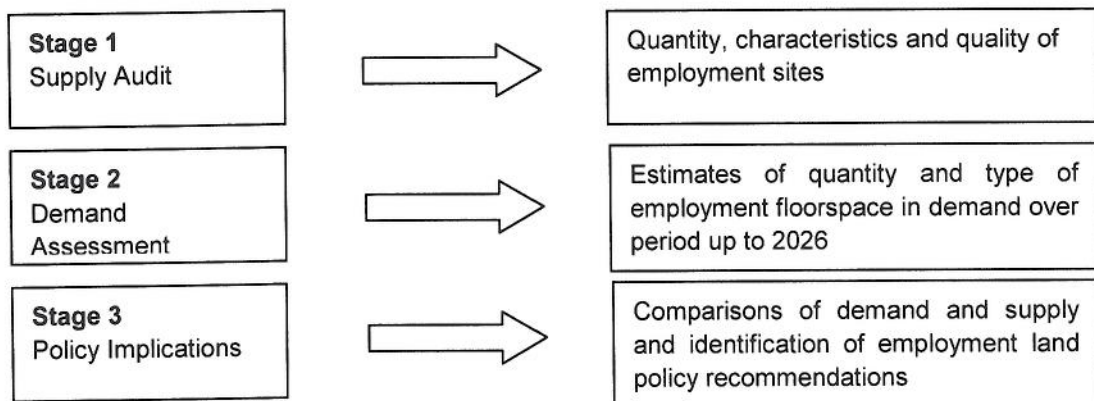 Stage 1
Supply Audit
Quantity, characteristics and quality of
employment sites
Stage 2
Demand
Assessment
Estimates of quantity and type of
employment floorspace in demand over
period up to 2026
Stage 3
Policy Implications
Comparisons of demand and supply
and identification of employment land
policy recommendations